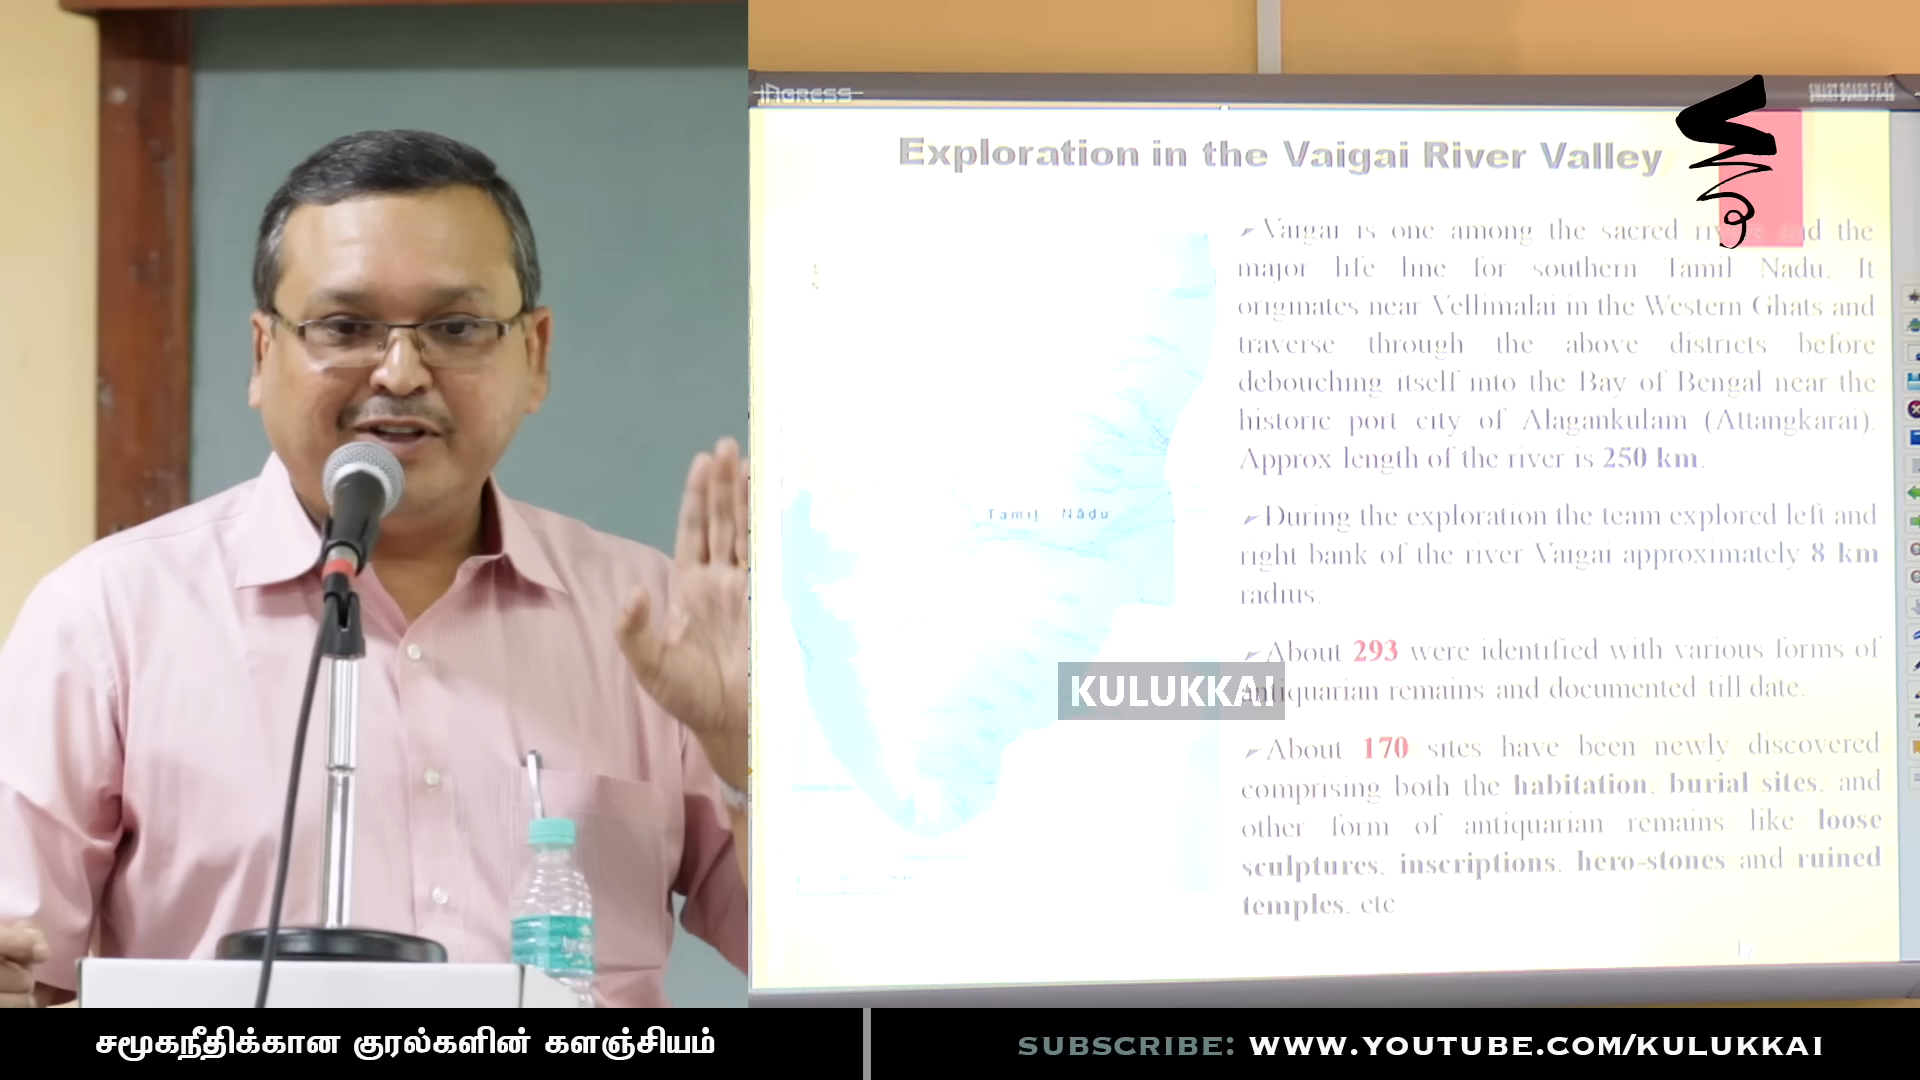 INGRESS
SMART BOARD FX-82
Exploration in the Vaigai River Valley
Vaigai is one among the sacred rivers and the
major life line for southern Tamil Nadu. It
originates near Vellimalai in the Western Ghats and
traverse through the above districts before
debouching itself into the Bay of Bengal near the
historic port city of Alagankulam (Attangkarai).
Approx length of the river is 250 km.
During the exploration the team explored left and
right bank of the river Vaigai approximately 8 km
radius.
About 293 were identified with various forms of
antiquarian remains and documented till date.
About 170 sites have been newly discovered
comprising both the habitation, burial sites, and
other form of antiquarian remains like loose
sculptures, inscriptions, hero-stones and ruined
temples, etc
Tamiḻ Nāḍu
KULUKKAI
சமூகநீதிக்கான குரல்களின் களஞ்சியம்
SUBSCRIBE: WWW.YOUTUBE.COM/KULUKKAI